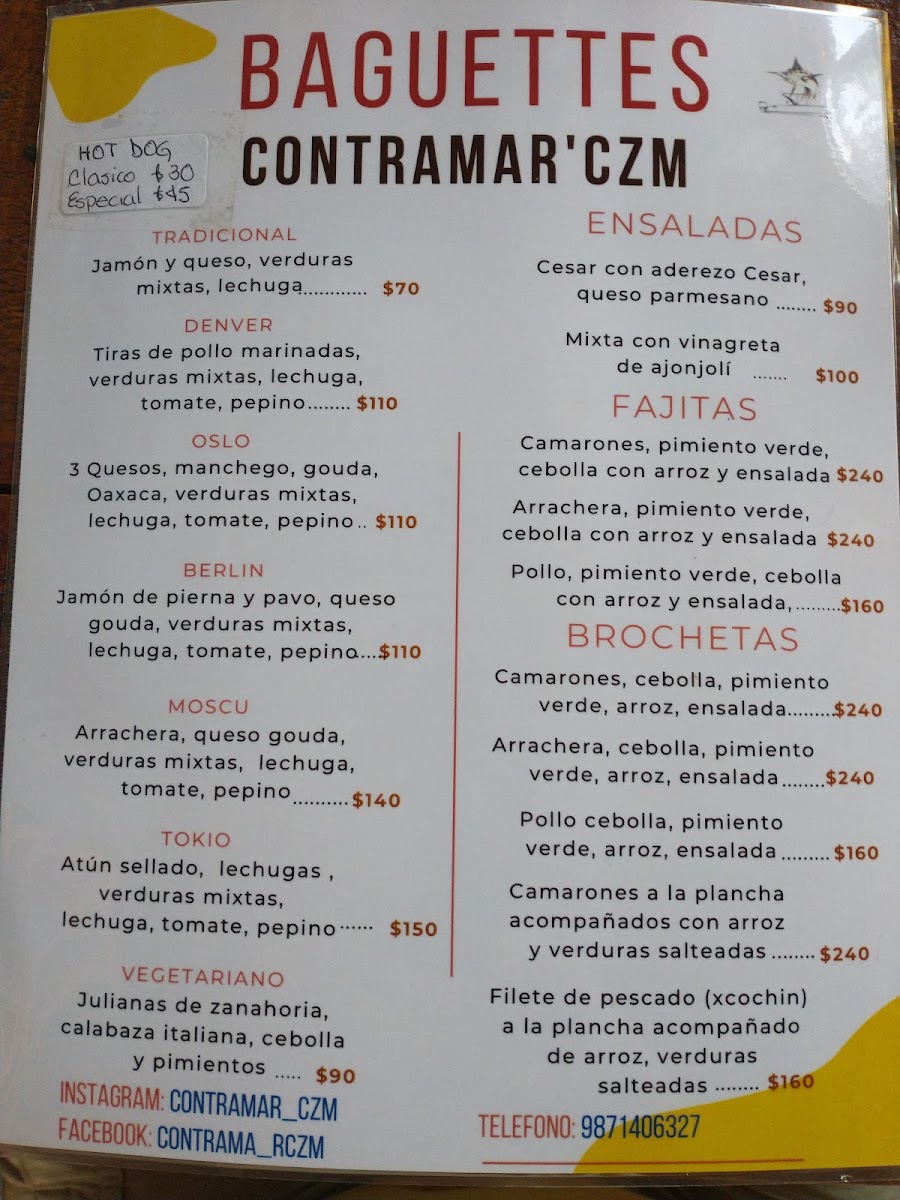 BAGUETTES
CONTRAMAR'CZM
HOT DOG
Clasico $30
Especial $45
TRADICIONAL
Jamón y queso, verduras
mixtas, lechuga............ $70
DENVER
Tiras de pollo marinadas,
verduras mixtas, lechuga,
tomate, pepino........ $110
OSLO
3 Quesos, manchego, gouda,
Oaxaca, verduras mixtas,
lechuga, tomate, pepino.. $110
BERLIN
Jamón de pierna y pavo, queso
gouda, verduras mixtas,
lechuga, tomate, pepino....$110
MOSCU
Arrachera, queso gouda,
verduras mixtas, lechuga,
tomate, pepino..........$140
TOKIO
Atún sellado, lechugas ,
verduras mixtas,
lechuga, tomate, pepino...... $150
VEGETARIANO
Julianas de zanahoria,
calabaza italiana, cebolla
y pimientos ..... $90
INSTAGRAM: CONTRAMAR_CZM
FACEBOOK: CONTRAMA_RCZM
ENSALADAS
Cesar con aderezo Cesar,
queso parmesano ........ $90
Mixta con vinagreta
de ajonjolí ....... $100
FAJITAS
Camarones, pimiento verde,
cebolla con arroz y ensalada $240
Arrachera, pimiento verde,
cebolla con arroz y ensalada $240
Pollo, pimiento verde, cebolla
con arroz y ensalada,.........$160
BROCHETAS
Camarones, cebolla, pimiento
verde, arroz, ensalada.........$240
Arrachera, cebolla, pimiento
verde, arroz, ensalada ........$240
Pollo cebolla, pimiento
verde, arroz, ensalada ......... $160
Camarones a la plancha
acompañados con arroz
y verduras salteadas ........ $240
Filete de pescado (xcochin)
a la plancha acompañado
de arroz, verduras
salteadas ........ $160
TELEFONO: 9871406327